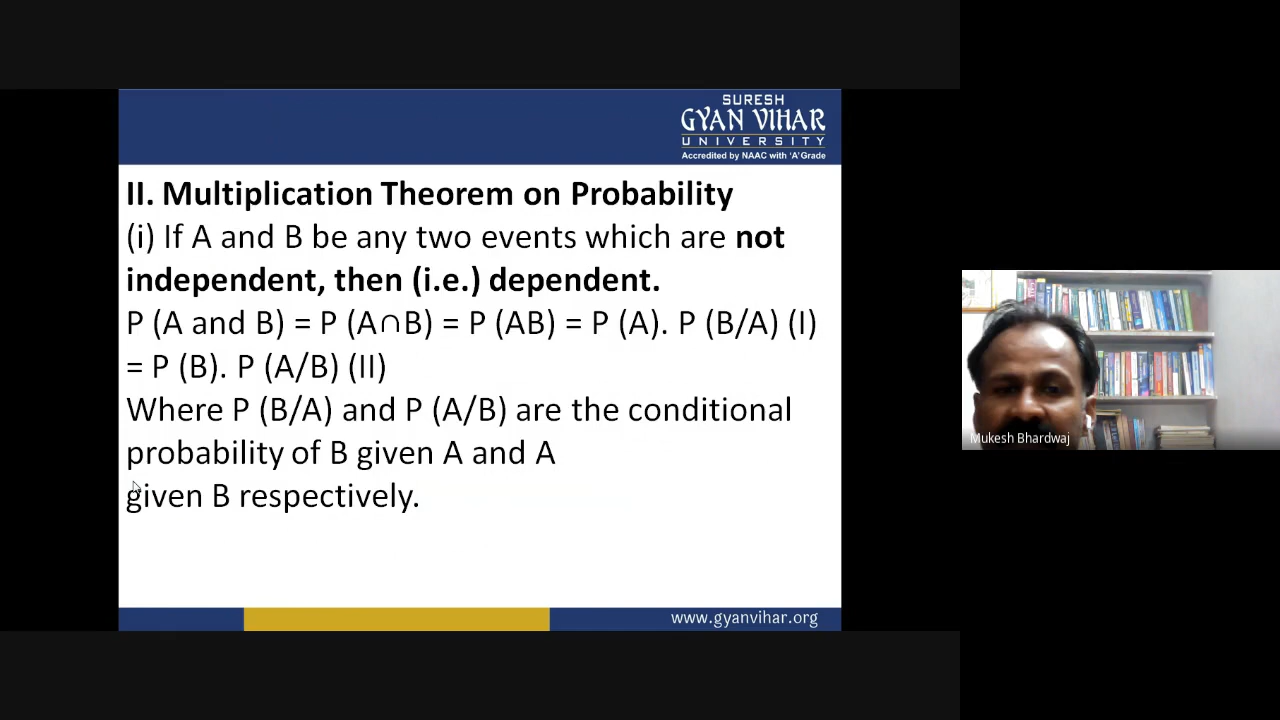 SURESH
GYAN VIHAR
UNIVERSITY
Accredited by NAAC with 'A' Grade
II. Multiplication Theorem on Probability
(i) If A and B be any two events which are not
independent, then (i.e.) dependent.
P (A and B) = P (A∩B) = P (AB) = P (A). P (B/A) (I)
= P (B). P (A/B) (II)
Where P (B/A) and P (A/B) are the conditional
probability of B given A and A
given B respectively.
www.gyanvihar.org
Mukesh Bhardwaj